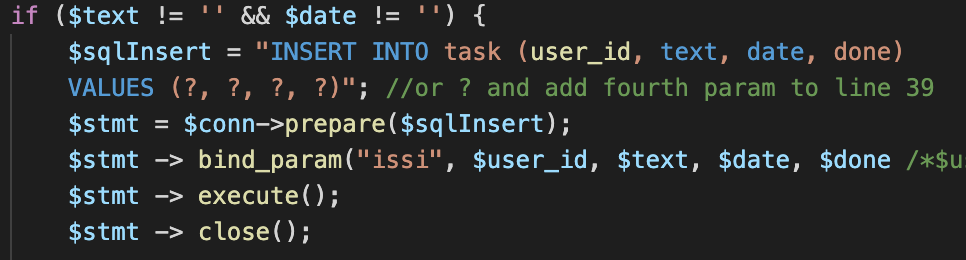 if ($text != '' && $date != '') {
$sqlInsert = "INSERT INTO task (user_id, text, date, done)
VALUES (?, ?, ?, ?)"; //or ? and add fourth param to line 39
$stmt = $conn->prepare($sqlInsert);
$stmt -> bind_param("issi", $user_id, $text, $date, $done /*$u
$stmt -> execute();
$stmt -> close();